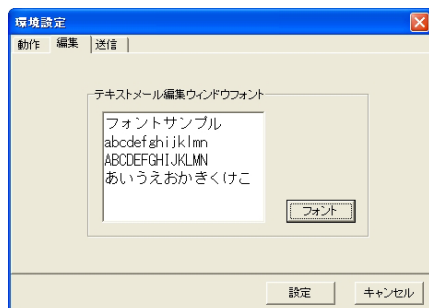 環境設定
動作 編集 送信
テキストメール編集ウィンドウフォント
フォントサンプル
abcdefghijklmn
ABCDEFGHIJKLMN
あいうえおかきくけこ
フォント
設定 キャンセル